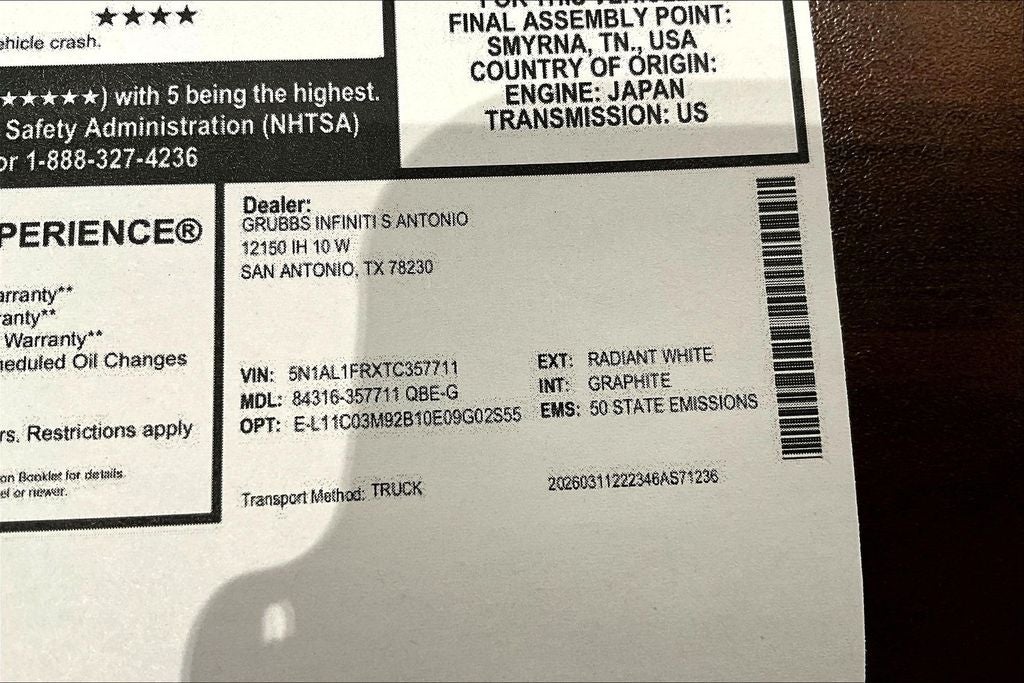 ★★★★
ehicle crash.
★★★★★) with 5 being the highest.
Safety Administration (NHTSA)
or 1-888-327-4236
FINAL ASSEMBLY POINT:
SMYRNA, TN., USA
COUNTRY OF ORIGIN:
ENGINE: JAPAN
TRANSMISSION: US
PERIENCE®
arranty**
ranty**
Warranty**
heduled Oil Changes
rs. Restrictions apply
on Booklet for details.
el or newer.
Dealer:
GRUBBS INFINITI S ANTONIO
12150 IH 10 W
SAN ANTONIO, TX 78230
VIN: 5N1AL1FRXTC357711
MDL: 84316-357711 QBE-G
OPT: E-L11C03M92B10E09G02S55
EXT: RADIANT WHITE
INT: GRAPHITE
EMS: 50 STATE EMISSIONS
Transport Method: TRUCK
20260311222346AS71236